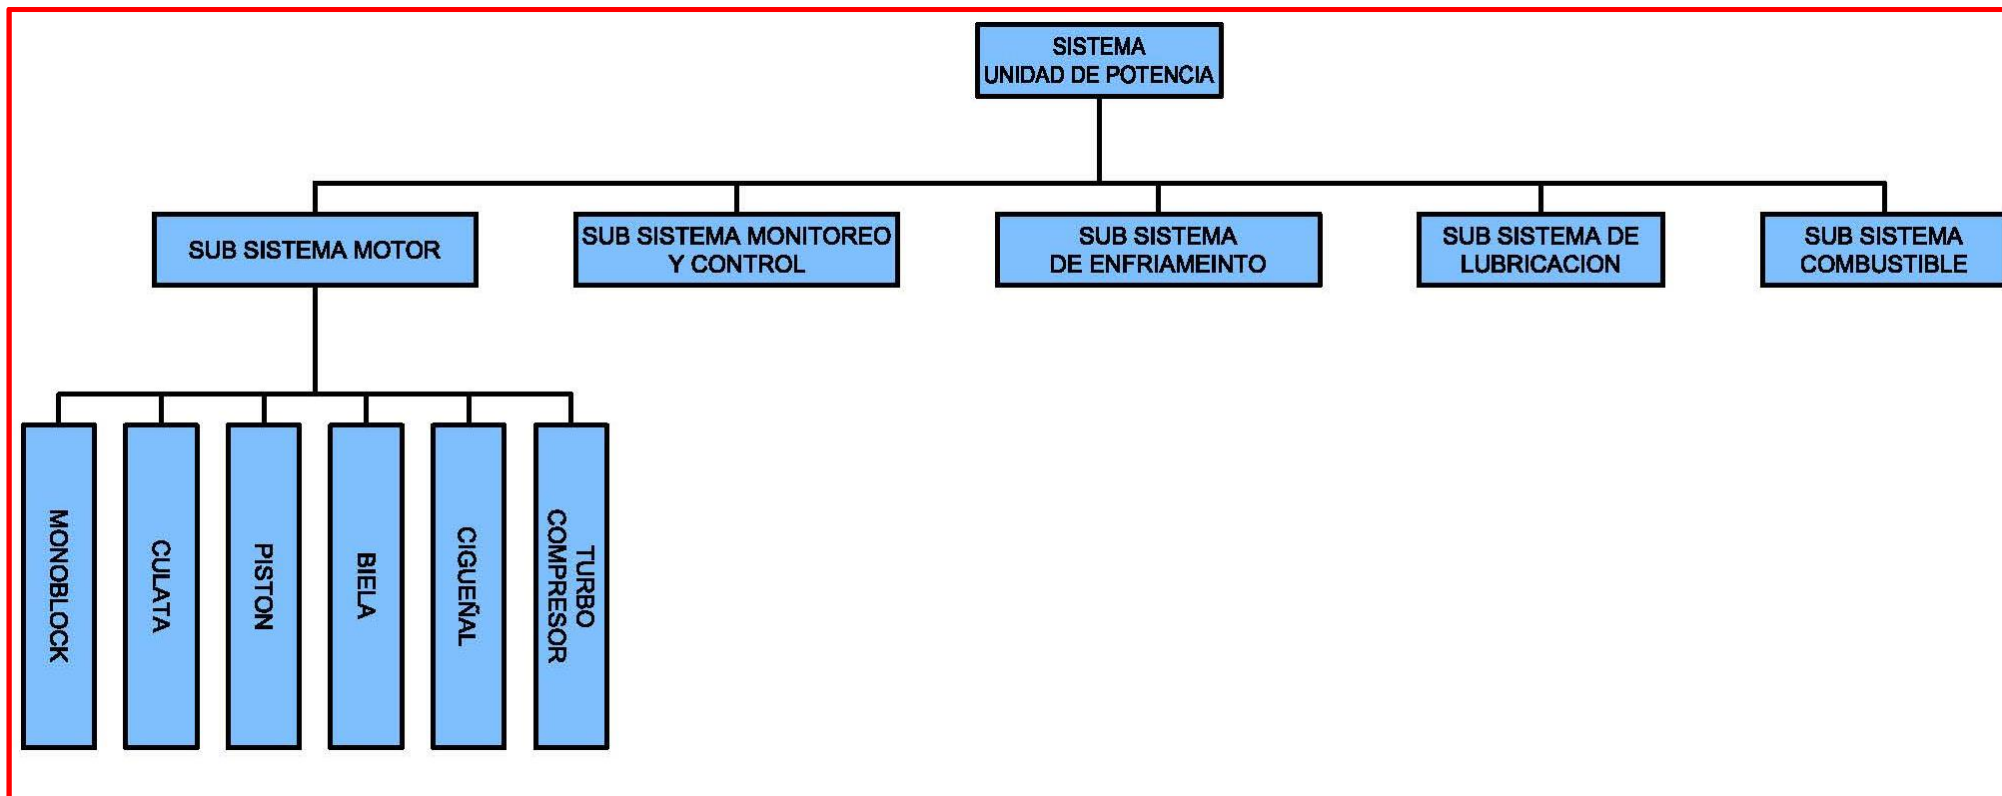 SISTEMA
UNIDAD DE POTENCIA
SUB SISTEMA MOTOR
SUB SISTEMA MONITOREO
Y CONTROL
SUB SISTEMA
DE ENFRIAMEINTO
SUB SISTEMA DE
LUBRICACION
SUB SISTEMA
COMBUSTIBLE
MONOBLOCK
CULATA
PISTON
BIELA
CIGUEÑAL
TURBO
COMPRESOR